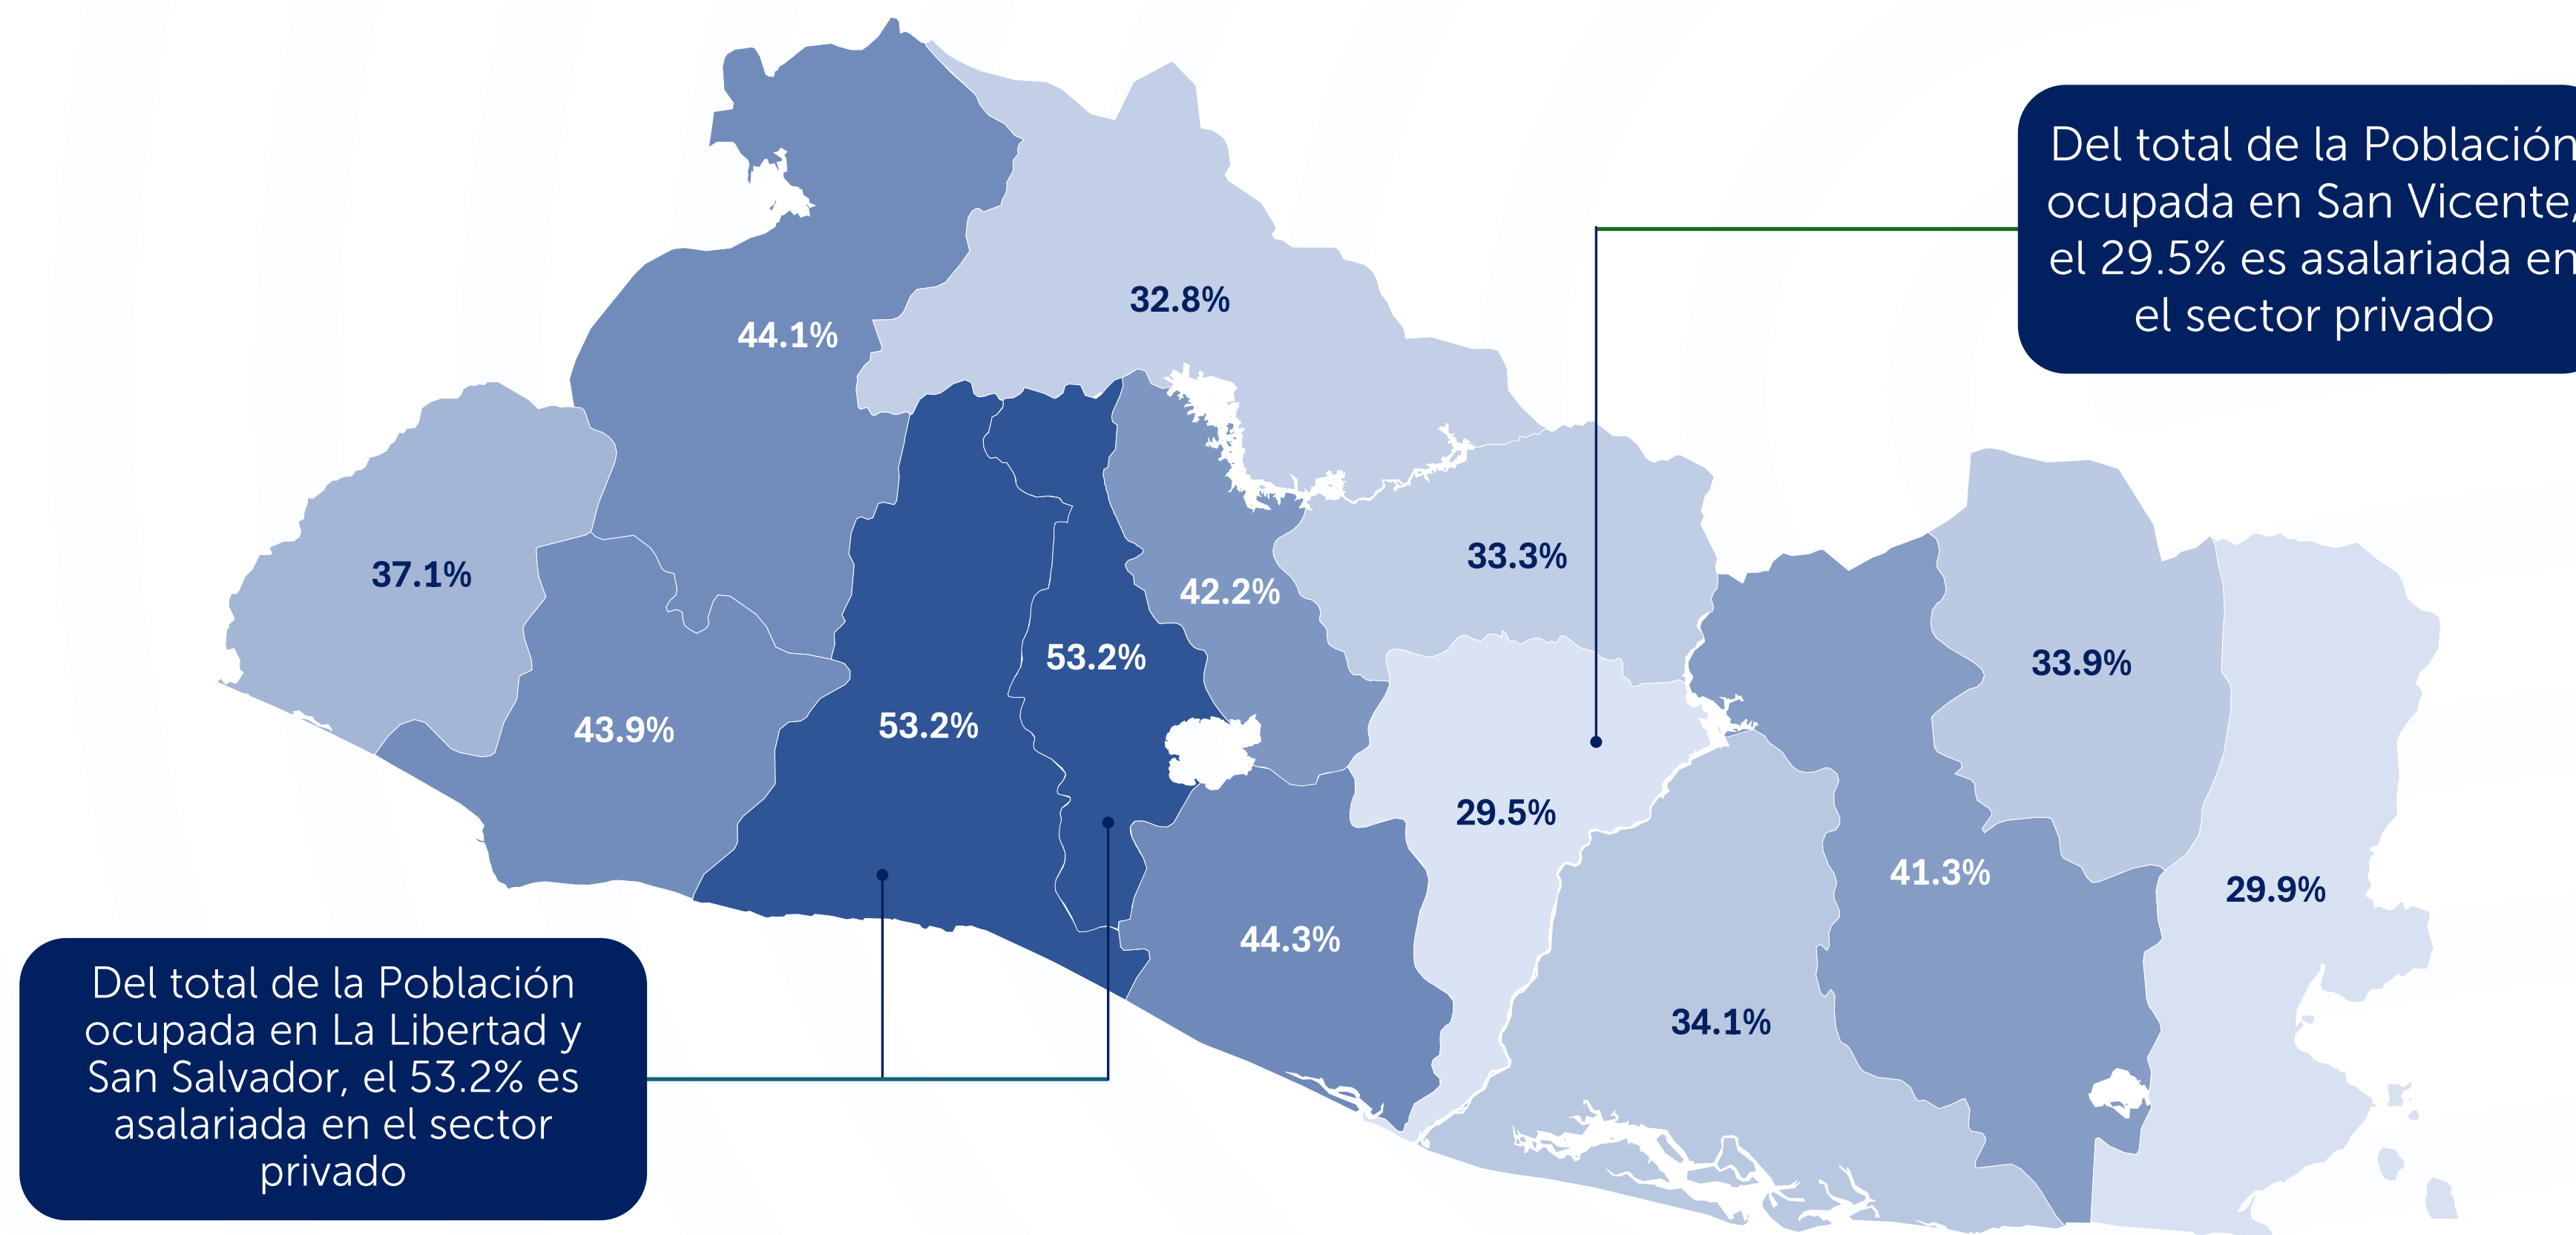 Del total de la Población
ocupada en San Vicente,
el 29.5% es asalariada en
el sector privado
32.8%
44.1%
33.3%
37.1%
42.2%
53.2%
33.9%
53.2%
43.9%
29.5%
41.3%
29.9%
44.3%
34.1%
Del total de la Población
ocupada en La Libertad y
San Salvador, el 53.2% es
asalariada en el sector
privado